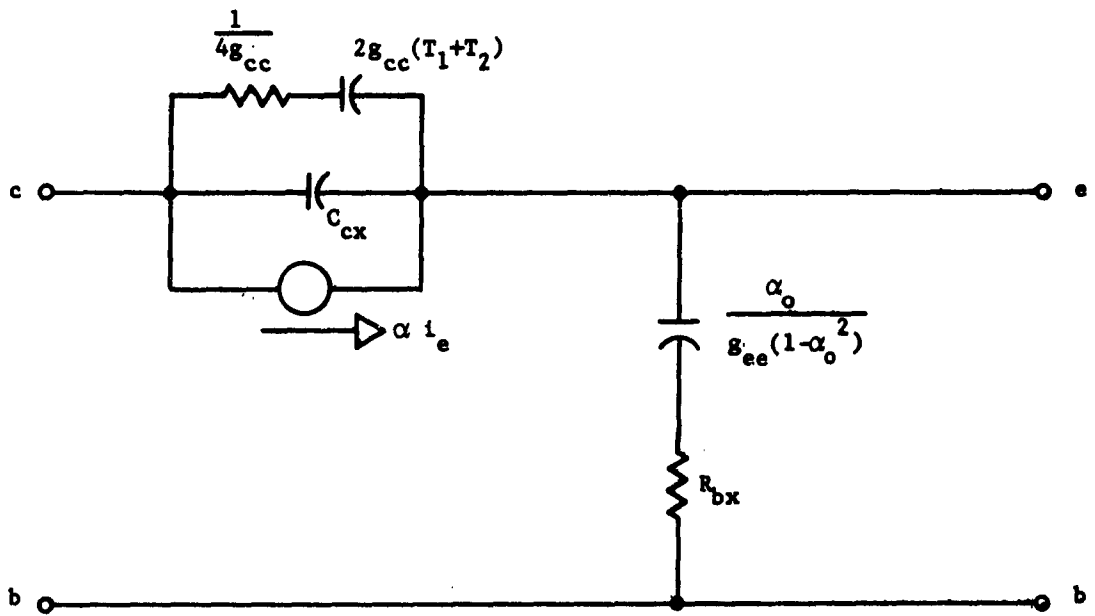 1
4g_cc
2g_cc(T_1+T_2)
c
e
C_cx
α i_e
α_o
g_ee(1-α_o^2)
R_bx
b
b